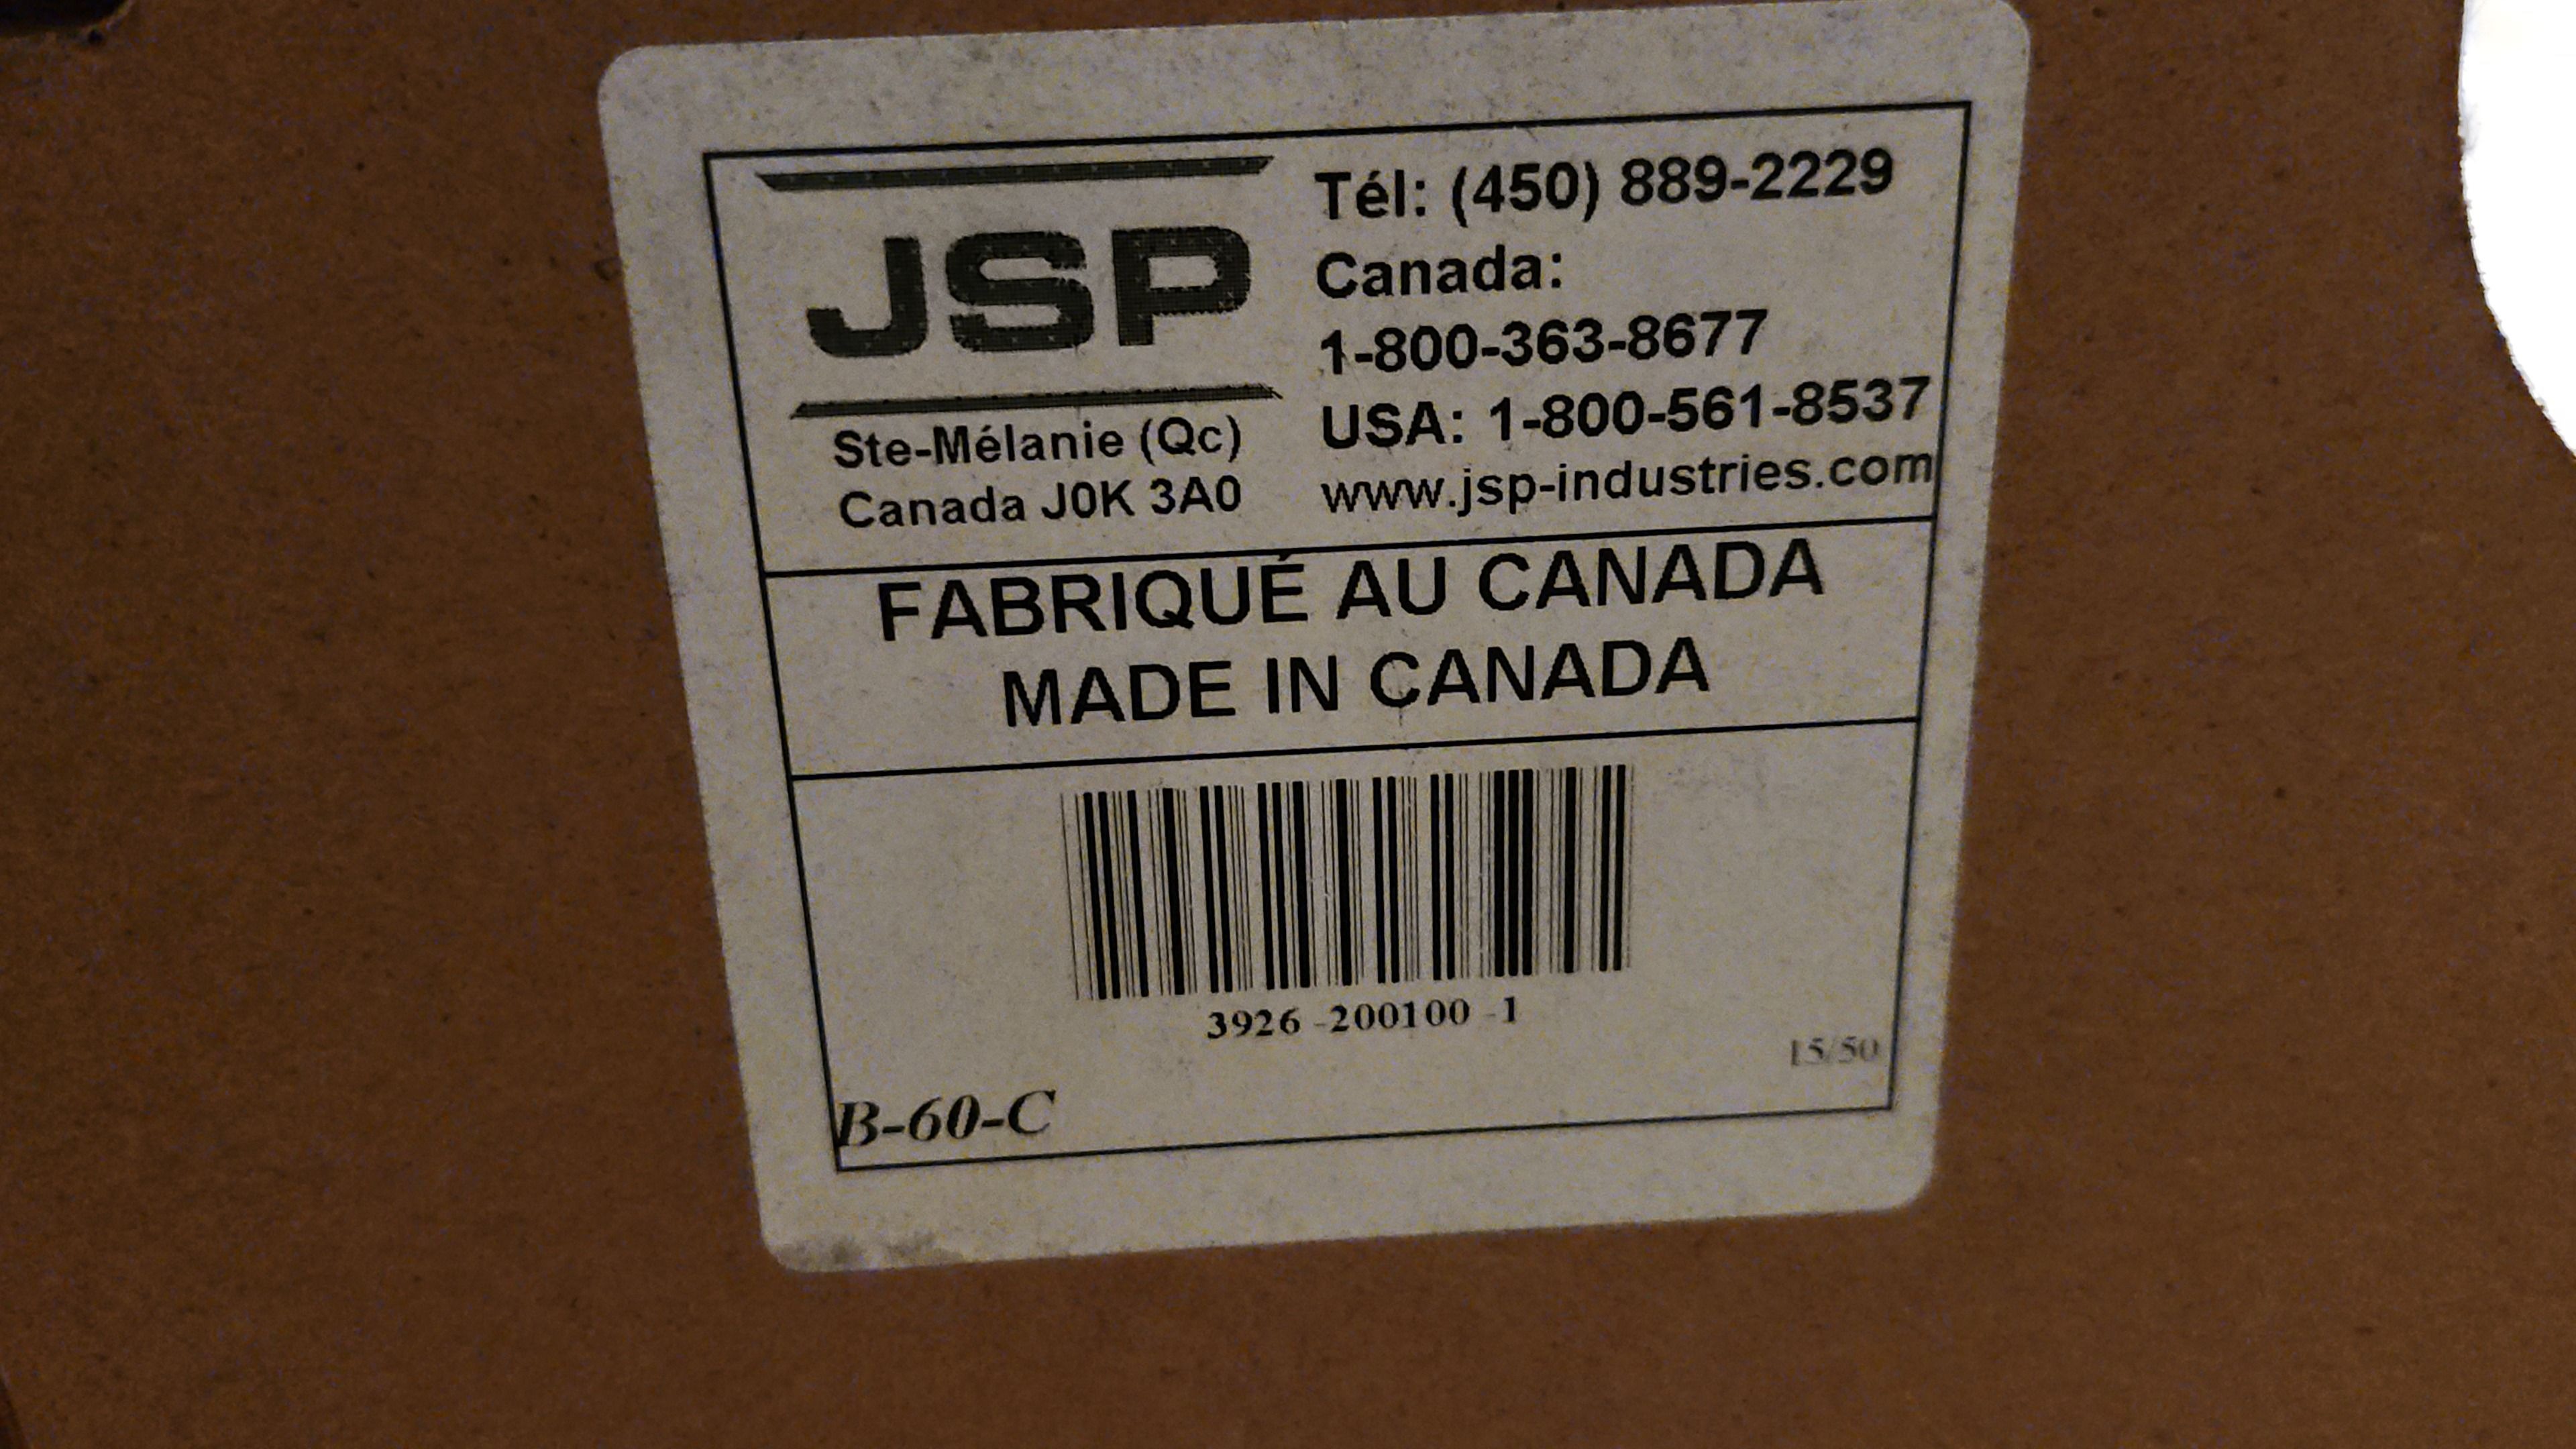 JSP
Ste-Mélanie (Qc)
Canada J0K 3A0
Tél: (450) 889-2229
Canada:
1-800-363-8677
USA: 1-800-561-8537
www.jsp-industries.com
FABRIQUÉ AU CANADA
MADE IN CANADA
3926 -200100 -1
15/50
B-60-C